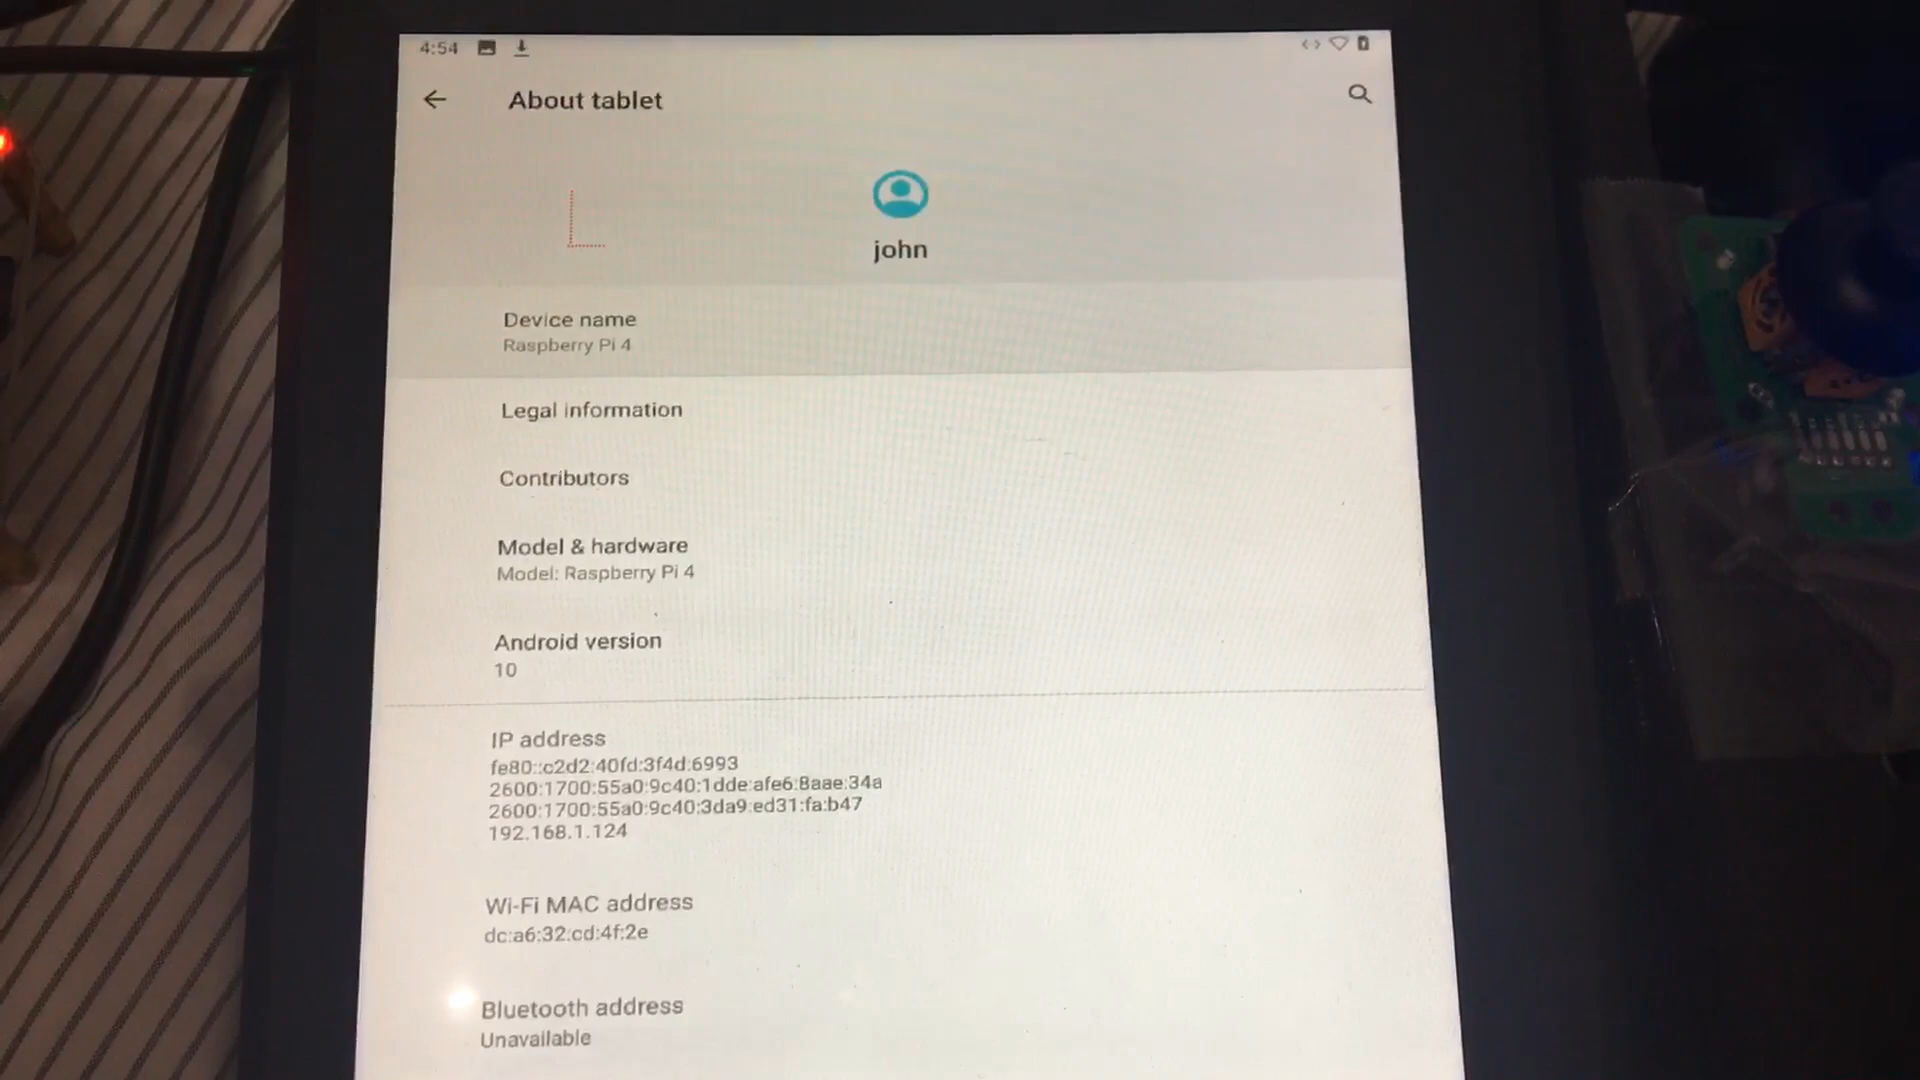 4:54
About tablet
john
Device name
Raspberry Pi 4
Legal information
Contributors
Model & hardware
Model: Raspberry Pi 4
Android version
10
IP address
fe80::c2d2:40fd:3f4d:6993
2600:1700:55a0:9c40:1dde:afe6:8aae:34a
2600:1700:55a0:9c40:3da9:ed31:fa:b47
192.168.1.124
Wi-Fi MAC address
dc:a6:32:cd:4f:2e
Bluetooth address
Unavailable